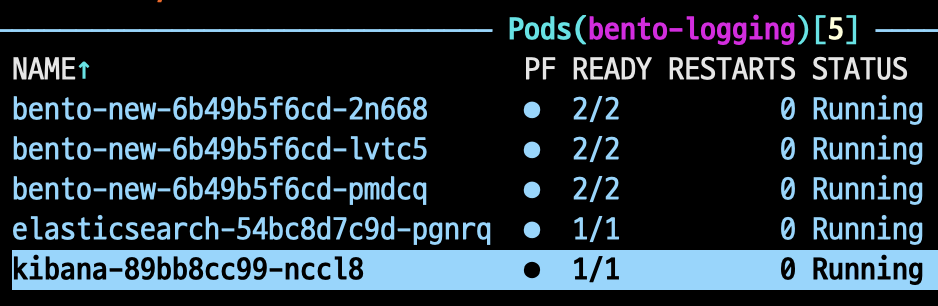 Pods(bento-logging)[5]
NAME↑ PF READY RESTARTS STATUS
bento-new-6b49b5f6cd-2n668 ● 2/2 0 Running
bento-new-6b49b5f6cd-lvtc5 ● 2/2 0 Running
bento-new-6b49b5f6cd-pmdcq ● 2/2 0 Running
elasticsearch-54bc8d7c9d-pgnrq ● 1/1 0 Running
kibana-89bb8cc99-nccl8 ● 1/1 0 Running